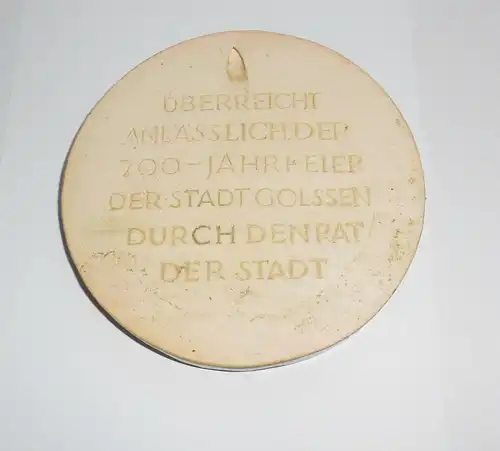 ÜBERREICHT
ANLÄSSLICH DER
700-JAHRFEIER
DER STADT GOLSSEN
DURCH DEN RAT
DER STADT